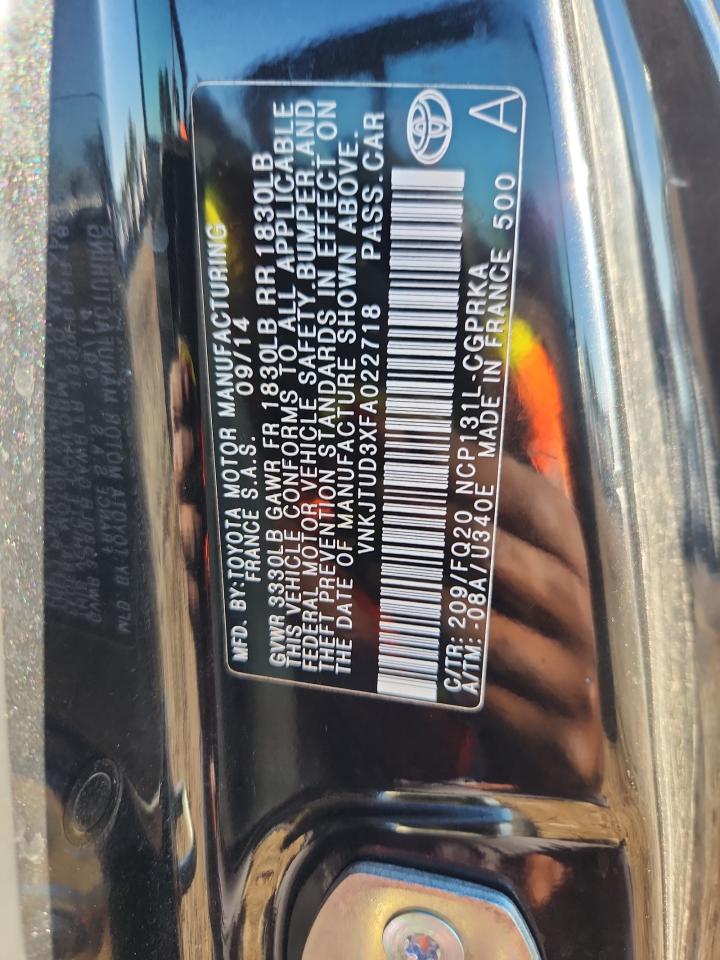 MFD. BY:TOYOTA MOTOR MANUFACTURING
FRANCE S.A.S. 09/14
GVWR 3330LB GAWR FR 1830LB RR 1830LB
THIS VEHICLE CONFORMS TO ALL APPLICABLE
FEDERAL MOTOR VEHICLE SAFETY,BUMPER,AND
THEFT PREVENTION STANDARDS IN EFFECT ON
THE DATE OF MANUFACTURE SHOWN ABOVE.
VNKJTUD3XFA022718 PASS.CAR
C/TR: 209/FQ20 NCP131L-CGPRKA
A/TM: -08A/U340E MADE IN FRANCE 500 A